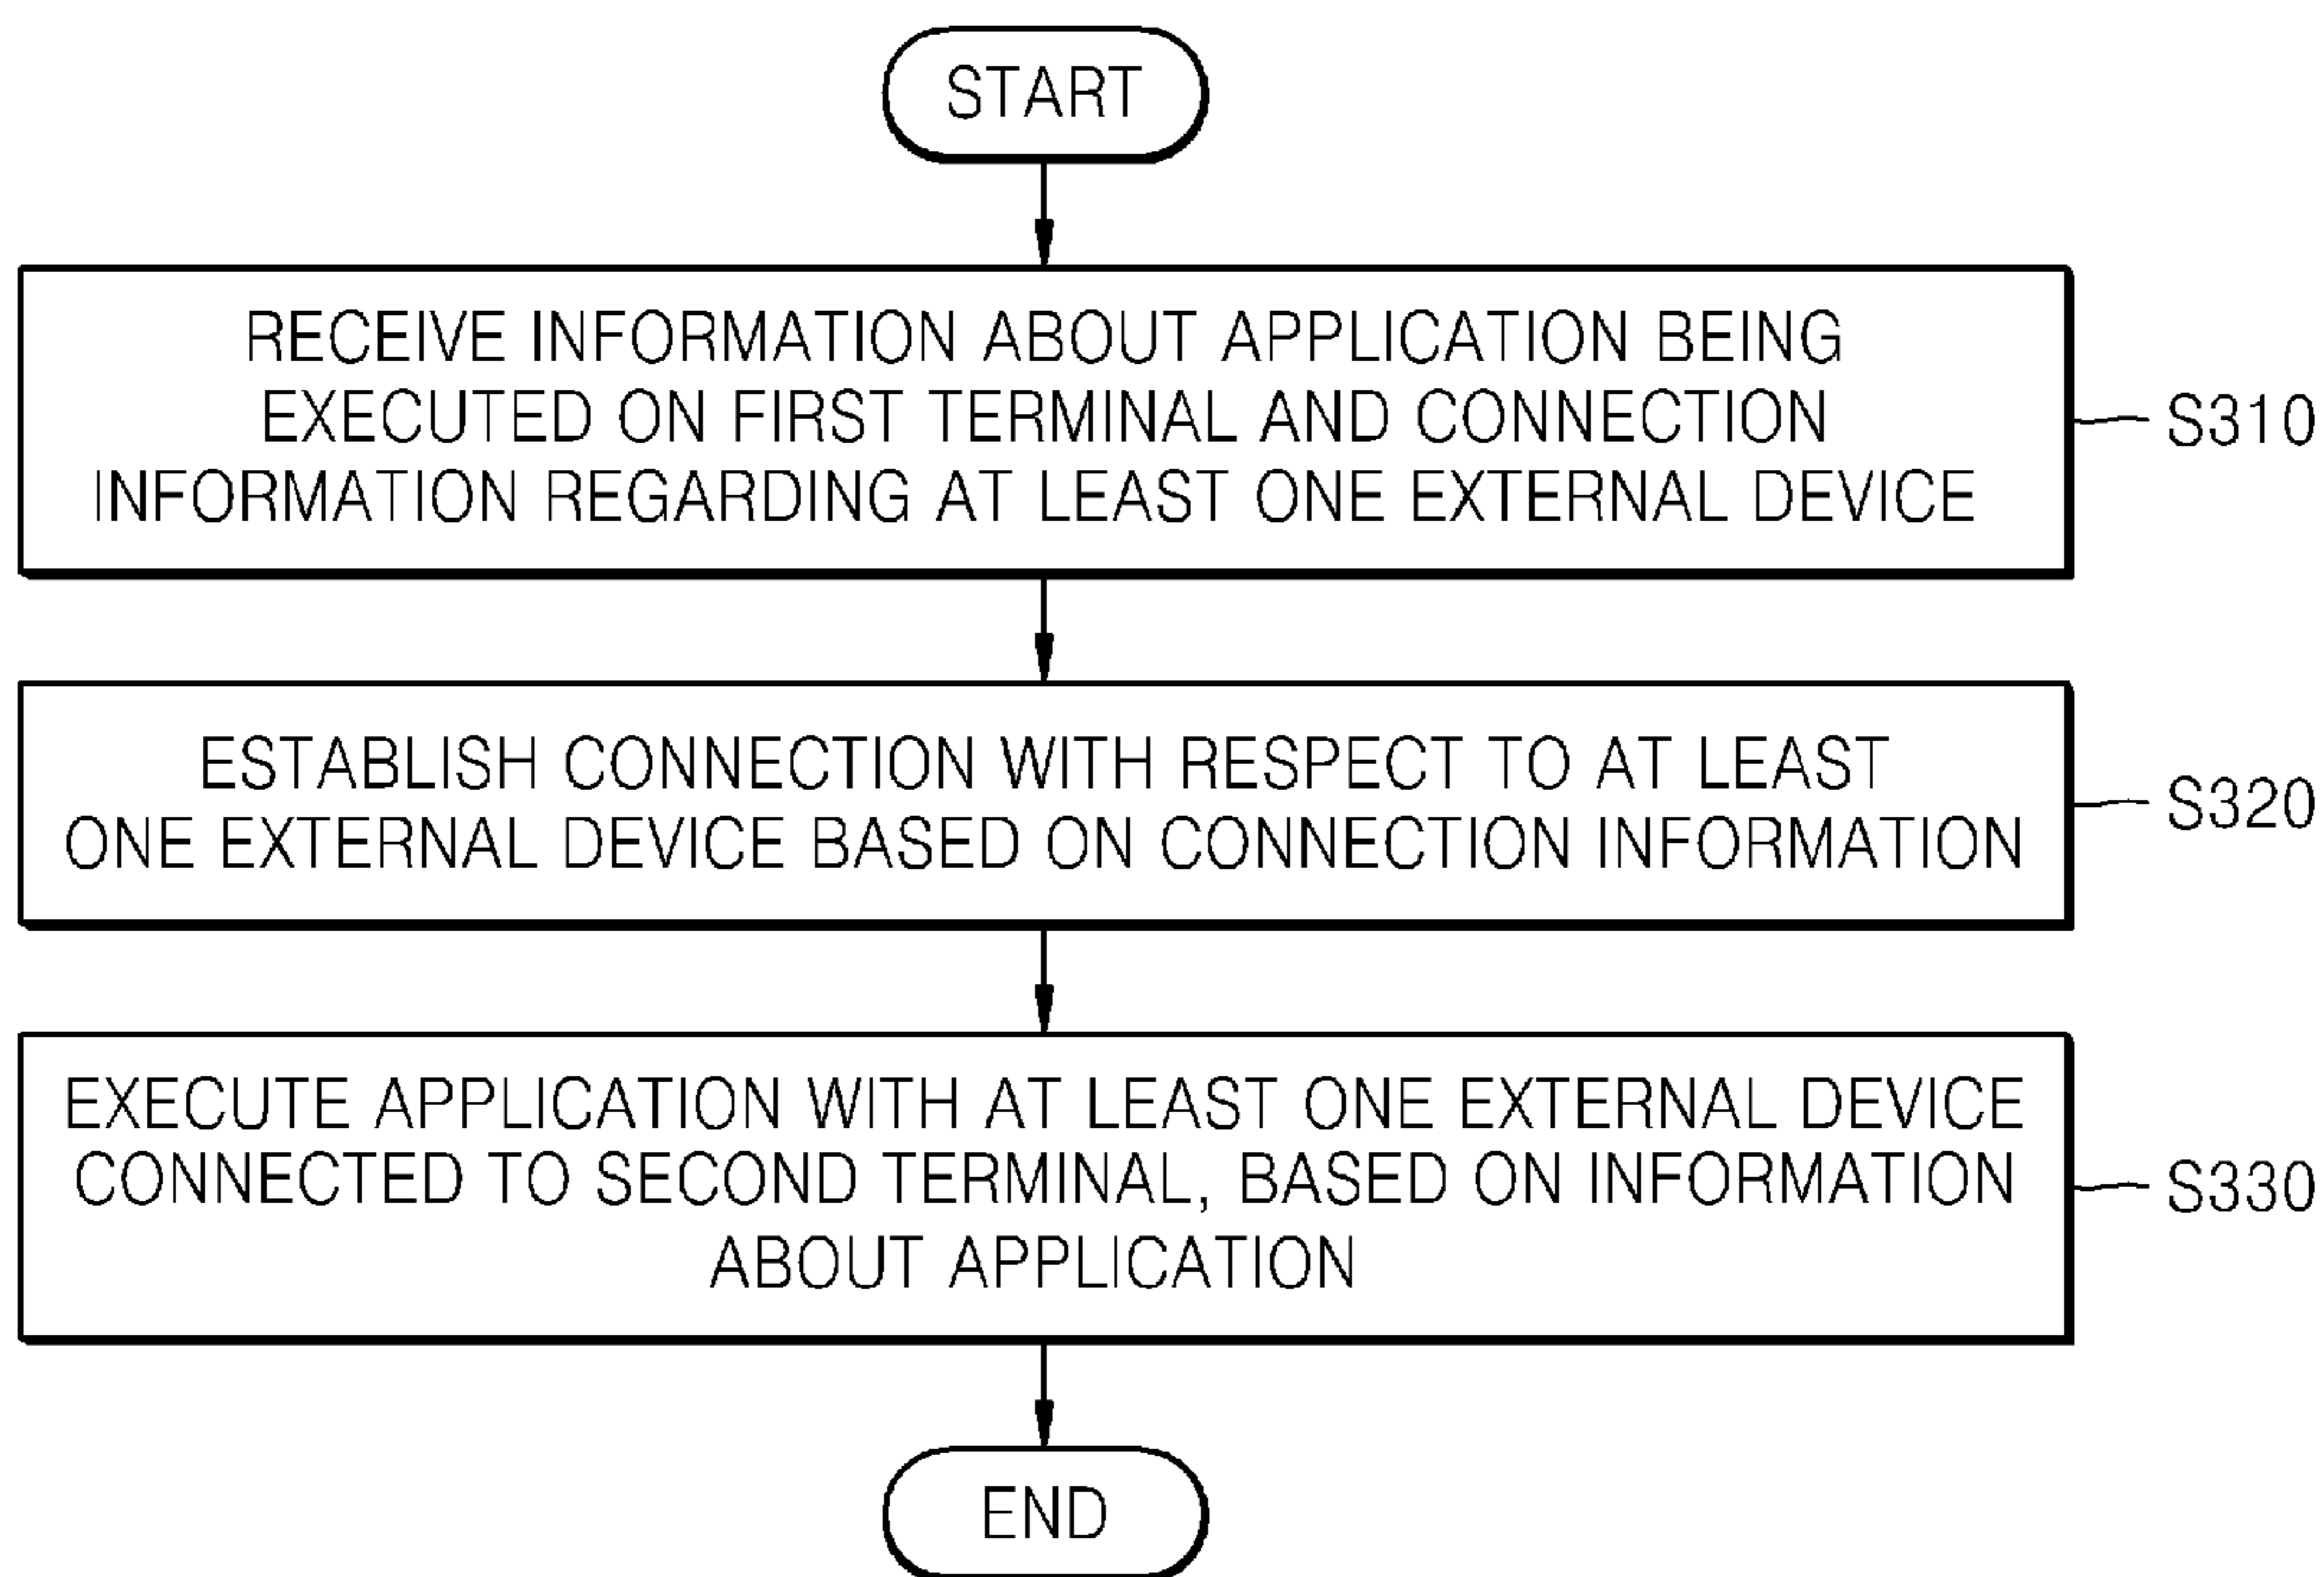 START
RECEIVE INFORMATION ABOUT APPLICATION BEING
EXECUTED ON FIRST TERMINAL AND CONNECTION
INFORMATION REGARDING AT LEAST ONE EXTERNAL DEVICE
S310
ESTABLISH CONNECTION WITH RESPECT TO AT LEAST
ONE EXTERNAL DEVICE BASED ON CONNECTION INFORMATION
S320
EXECUTE APPLICATION WITH AT LEAST ONE EXTERNAL DEVICE
CONNECTED TO SECOND TERMINAL, BASED ON INFORMATION
ABOUT APPLICATION
S330
END